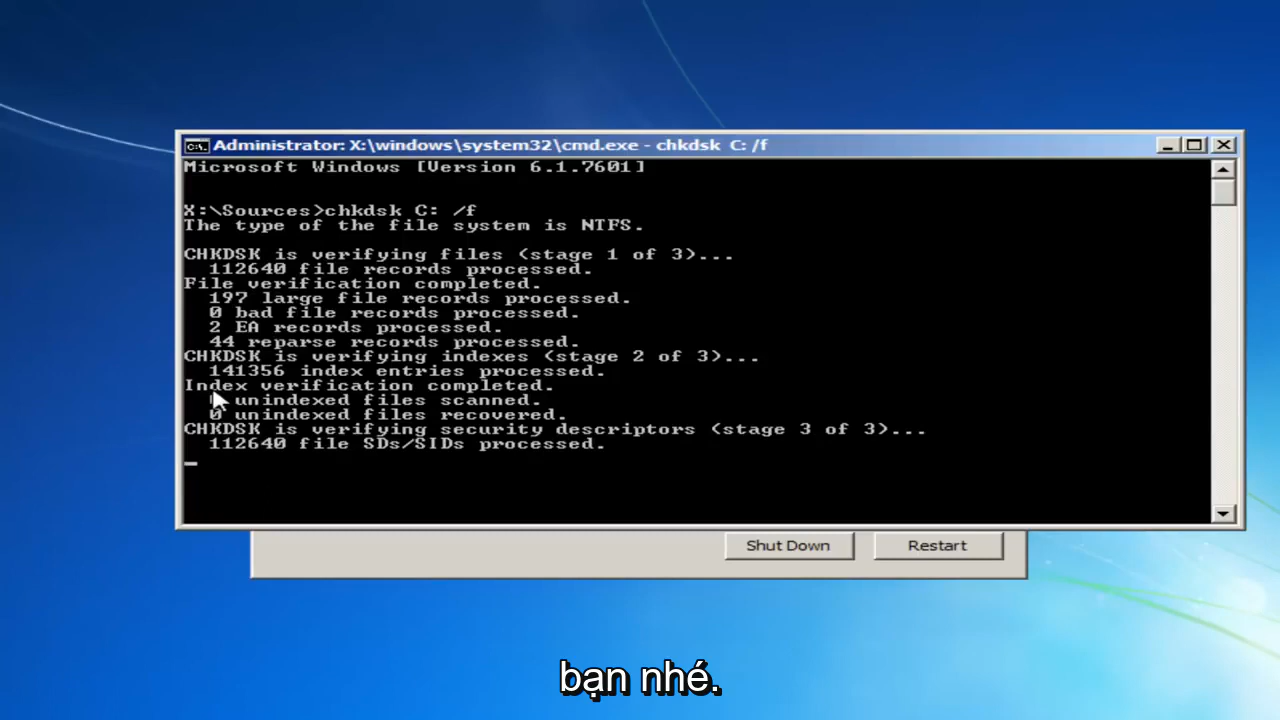 Administrator: X:\windows\system32\cmd.exe - chkdsk C: /f
Microsoft Windows [Version 6.1.7601]
X:\Sources>chkdsk C: /f
The type of the file system is NTFS.
CHKDSK is verifying files (stage 1 of 3)...
112640 file records processed.
File verification completed.
197 large file records processed.
0 bad file records processed.
2 EA records processed.
44 reparse records processed.
CHKDSK is verifying indexes (stage 2 of 3)...
141356 index entries processed.
Index verification completed.
unindexed files scanned.
0 unindexed files recovered.
CHKDSK is verifying security descriptors (stage 3 of 3)...
112640 file SDs/SIDs processed.
Shut Down
Restart
bạn nhé.